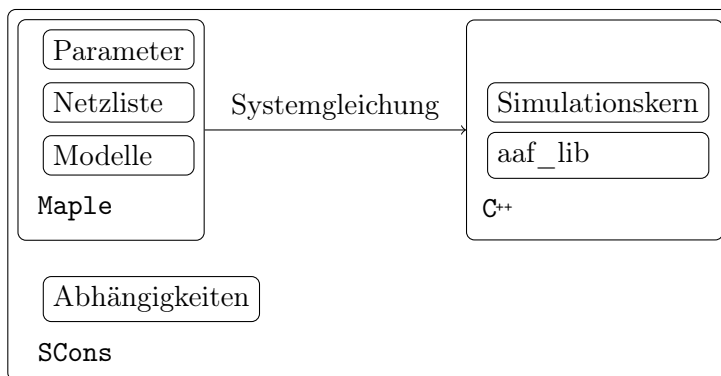 Parameter
Netzliste
Modelle
Maple
Systemgleichung
Simulationskern
aaf_lib
C++
Abhängigkeiten
SCons